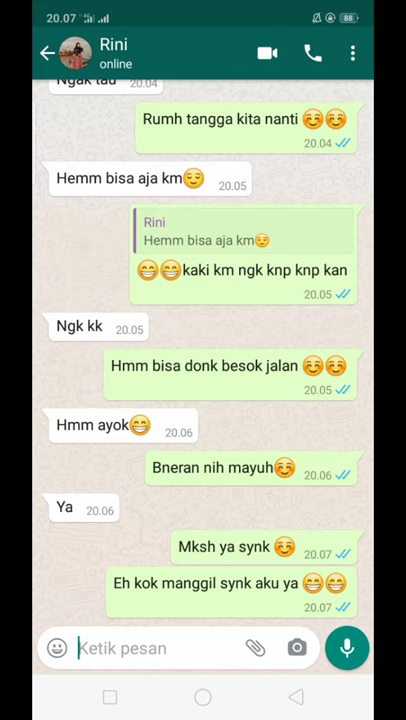 20.07
88
Rini
online
Ngak tau 20.04
Rumh tangga kita nanti ☺️☺️
20.04
Hemm bisa aja km😌 20.05
Rini
Hemm bisa aja km😌
😁😁kaki km ngk knp knp kan
20.05
Ngk kk 20.05
Hmm bisa donk besok jalan ☺️☺️
20.05
Hmm ayok😁 20.06
Bneran nih mayuh☺️ 20.06
Ya 20.06
Mksh ya synk ☺️ 20.07
Eh kok manggil synk aku ya 😁😁
20.07
Ketik pesan